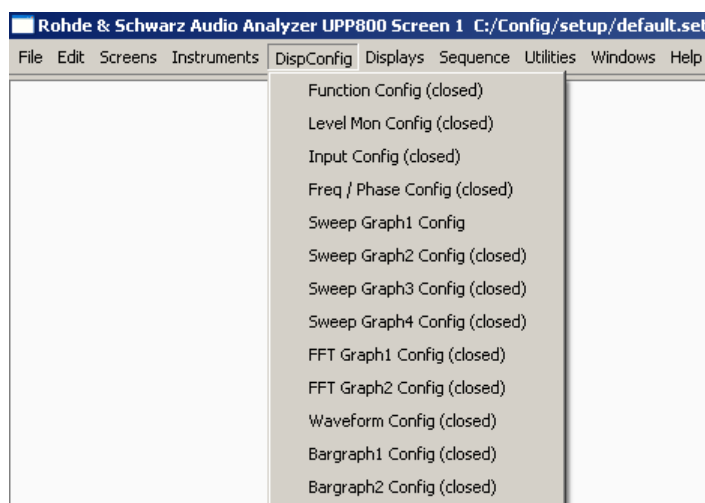 Rohde & Schwarz Audio Analyzer UPP800 Screen 1 C:/Config/setup/default.set
File Edit Screens Instruments DispConfig Displays Sequence Utilities Windows Help
Function Config (closed)
Level Mon Config (closed)
Input Config (closed)
Freq / Phase Config (closed)
Sweep Graph1 Config
Sweep Graph2 Config (closed)
Sweep Graph3 Config (closed)
Sweep Graph4 Config (closed)
FFT Graph1 Config (closed)
FFT Graph2 Config (closed)
Waveform Config (closed)
Bargraph1 Config (closed)
Bargraph2 Config (closed)